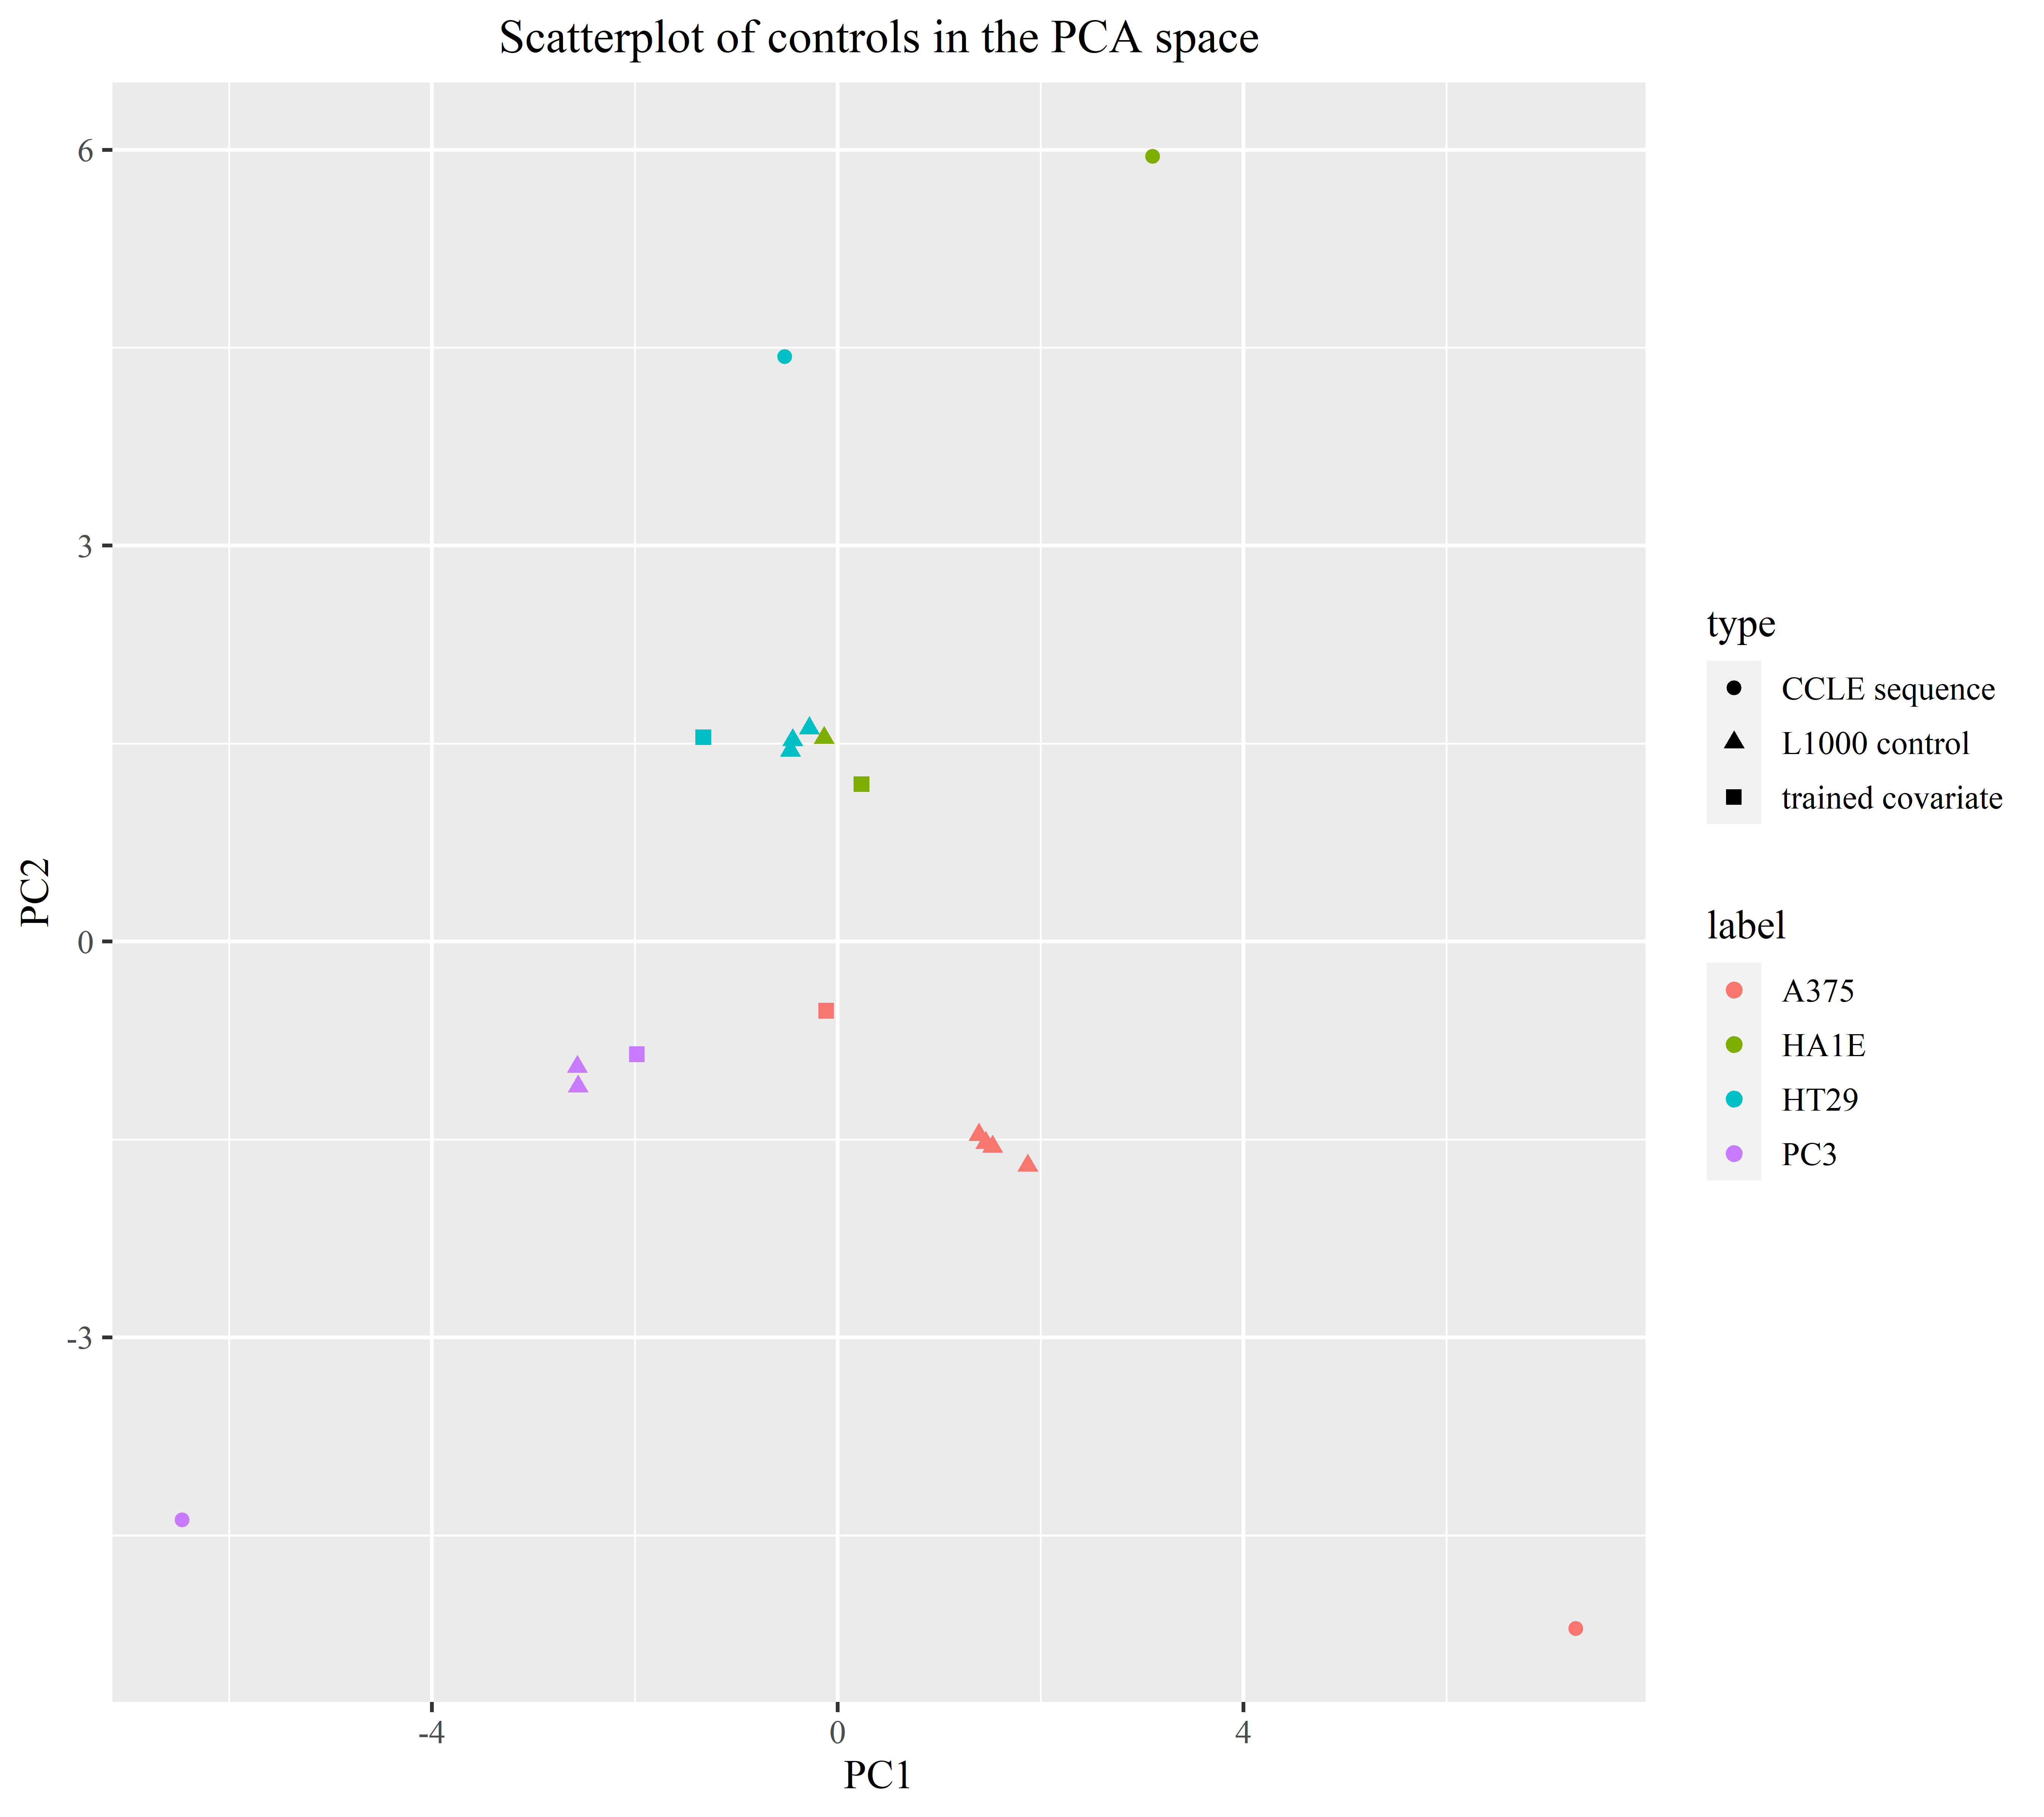 Scatterplot of controls in the PCA space
6
3
0
-3
PC2
-4
0
4
PC1
type
CCLE sequence
L1000 control
trained covariate
label
A375
HA1E
HT29
PC3